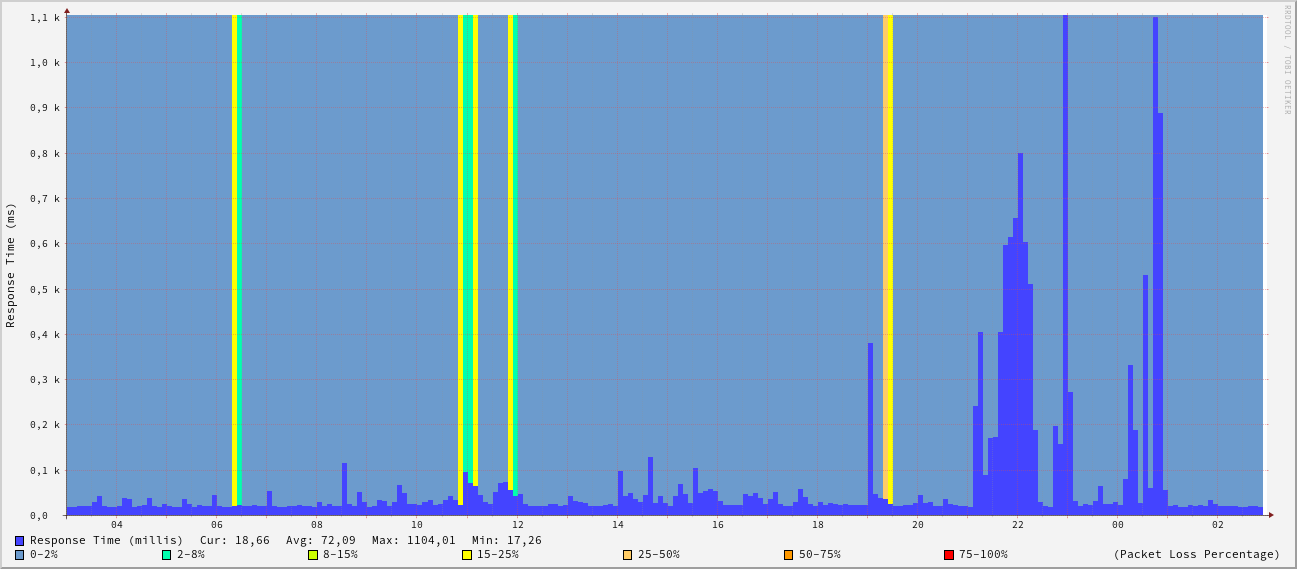 1,1 k
1,0 k
0,9 k
0,8 k
0,7 k
0,6 k
0,5 k
0,4 k
0,3 k
0,2 k
0,1 k
0,0
Response Time (ms)
RRDTOOL / TOBI OETIKER
04 06 08 10 12 14 16 18 20 22 00 02
Response Time (millis) Cur: 18,66 Avg: 72,09 Max: 1104,01 Min: 17,26
0-2% 2-8% 8-15% 15-25% 25-50% 50-75% 75-100% (Packet Loss Percentage)